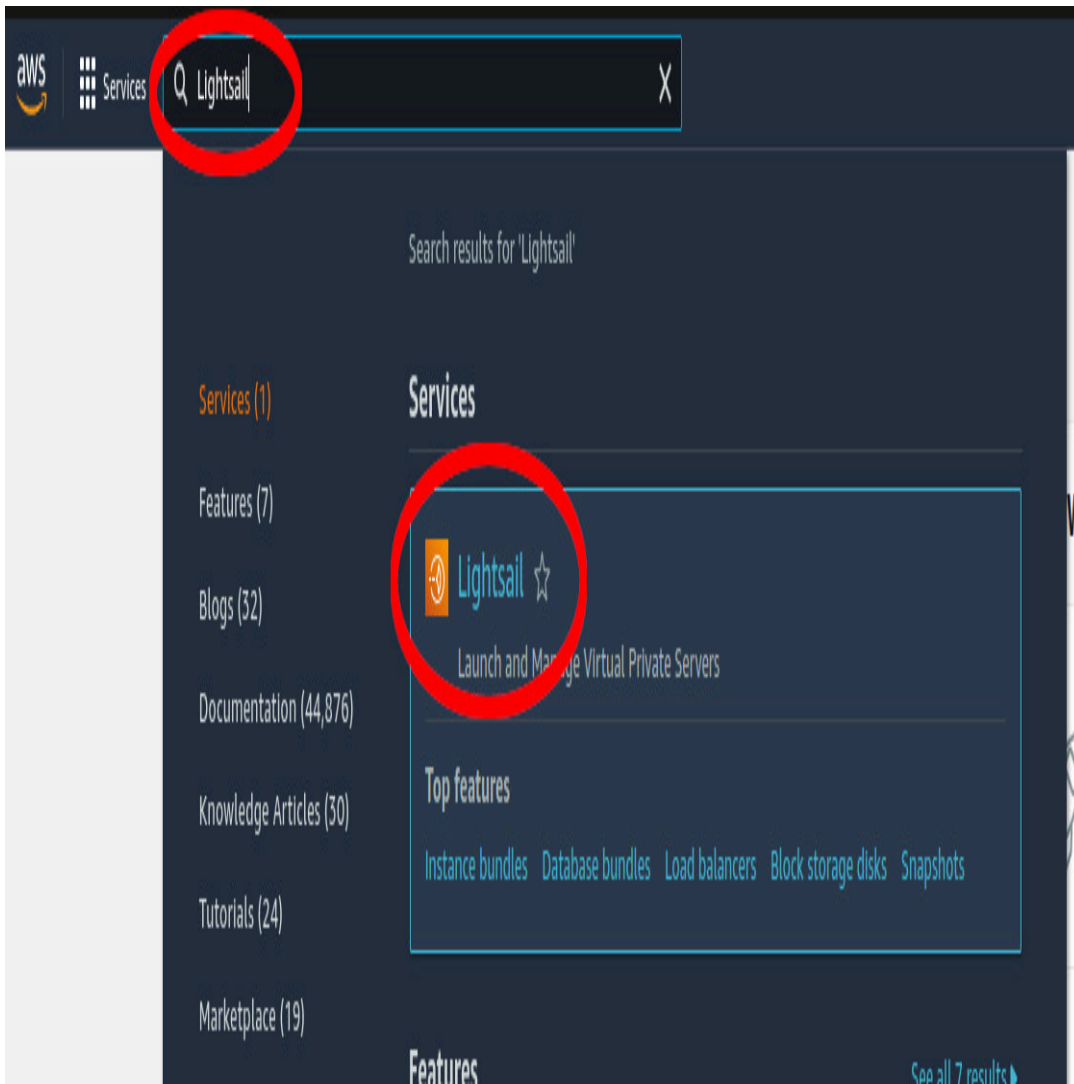 aws
Services
Lightsail
X
Search results for 'Lightsail'
Services (1)
Features (7)
Blogs (32)
Documentation (44,876)
Knowledge Articles (30)
Tutorials (24)
Marketplace (19)
Services
Lightsail
Launch and Manage Virtual Private Servers
Top features
Instance bundles Database bundles Load balancers Block storage disks Snapshots
Features
See all 7 results